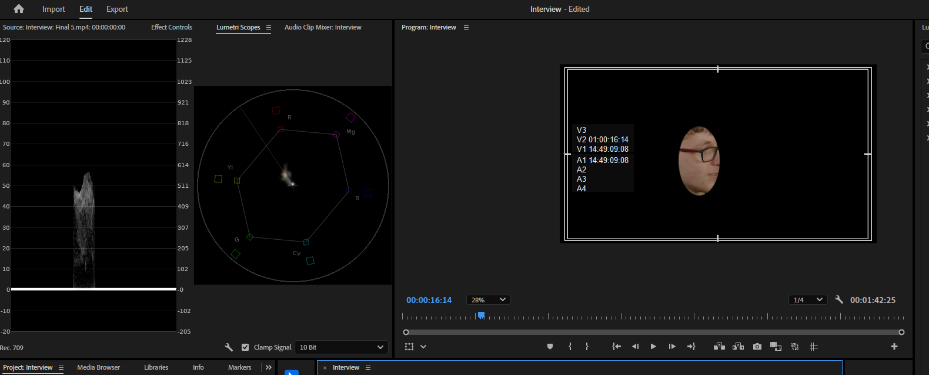 Import Edit Export Interview - Edited
Source: Interview: Final 5.mp4: 00:00:00:00 Effect Controls Lumetri Scopes Audio Clip Mixer: Interview Program: Interview Lu
120 1228
110 1125
100 1023
90 921
80 818
70 716
60 614
50 511
40 409
30 307
20 205
10 102
0 0
-10 -102
-20 -205
R
Mg
B
Cy
G
Yl
V3
V2 01:00:16:14
V1 14:49:09:08
A1 14:49:09:08
A2
A3
A4
00:00:16:14 28% 1/4 00:01:42:25
Rec. 709 Clamp Signal 10 Bit
Project: Interview Media Browser Libraries Info Markers Interview